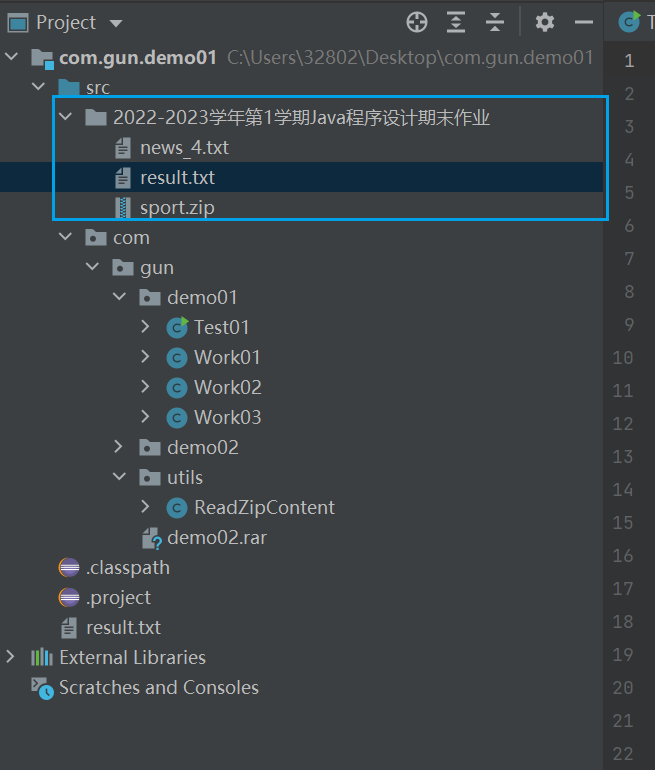 Project
com.gun.demo01 C:\Users\32802\Desktop\com.gun.demo01
src
2022-2023学年第1学期Java程序设计期末作业
news_4.txt
result.txt
sport.zip
com
gun
demo01
Test01
Work01
Work02
Work03
demo02
utils
ReadZipContent
demo02.rar
.classpath
.project
result.txt
External Libraries
Scratches and Consoles
C T
1
2
3
4
5
6
7
8
9
10
11
12
13
14
15
16
17
18
19
20
21
22